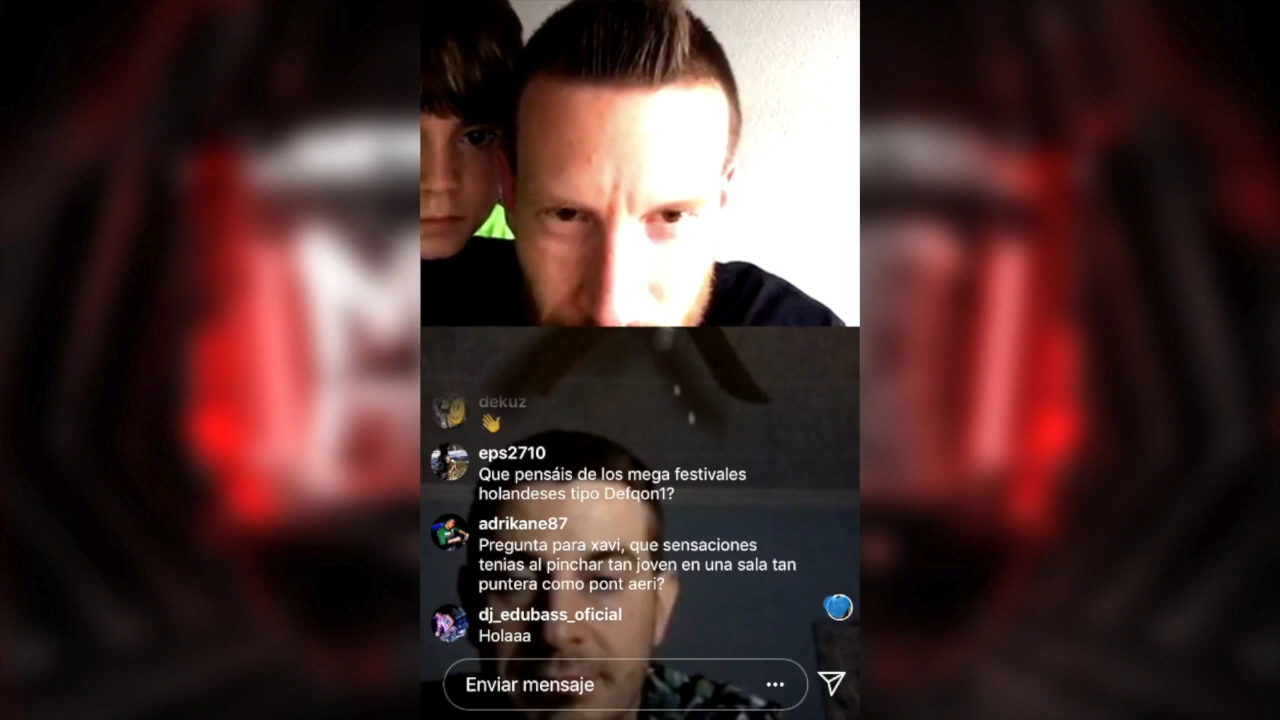 dekuz
👋
eps2710
Que pensáis de los mega festivales
holandeses tipo Defqon1?
adrikane87
Pregunta para xavi, que sensaciones
tenias al pinchar tan joven en una sala tan
puntera como pont aeri?
dj_edubass_oficial
Holaaa
Enviar mensaje